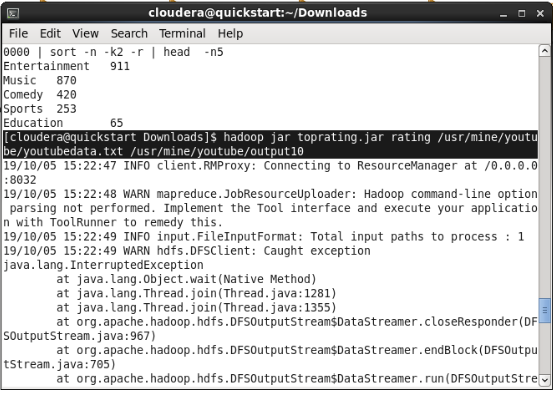 cloudera@quickstart:~/Downloads
File Edit View Search Terminal Help
0000 | sort -n -k2 -r | head  -n5
Entertainment   911
Music   870
Comedy  420
Sports  253
Education       65
[cloudera@quickstart Downloads]$ hadoop jar toprating.jar rating /usr/mine/youtu
be/youtubedata.txt /usr/mine/youtube/output10
19/10/05 15:22:47 INFO client.RMProxy: Connecting to ResourceManager at /0.0.0.0
:8032
19/10/05 15:22:48 WARN mapreduce.JobResourceUploader: Hadoop command-line option
 parsing not performed. Implement the Tool interface and execute your applicatio
n with ToolRunner to remedy this.
19/10/05 15:22:49 INFO input.FileInputFormat: Total input paths to process : 1
19/10/05 15:22:49 WARN hdfs.DFSClient: Caught exception
java.lang.InterruptedException
        at java.lang.Object.wait(Native Method)
        at java.lang.Thread.join(Thread.java:1281)
        at java.lang.Thread.join(Thread.java:1355)
        at org.apache.hadoop.hdfs.DFSOutputStream$DataStreamer.closeResponder(DF
SOutputStream.java:967)
        at org.apache.hadoop.hdfs.DFSOutputStream$DataStreamer.endBlock(DFSOutpu
tStream.java:705)
        at org.apache.hadoop.hdfs.DFSOutputStream$DataStreamer.run(DFSOutputStre